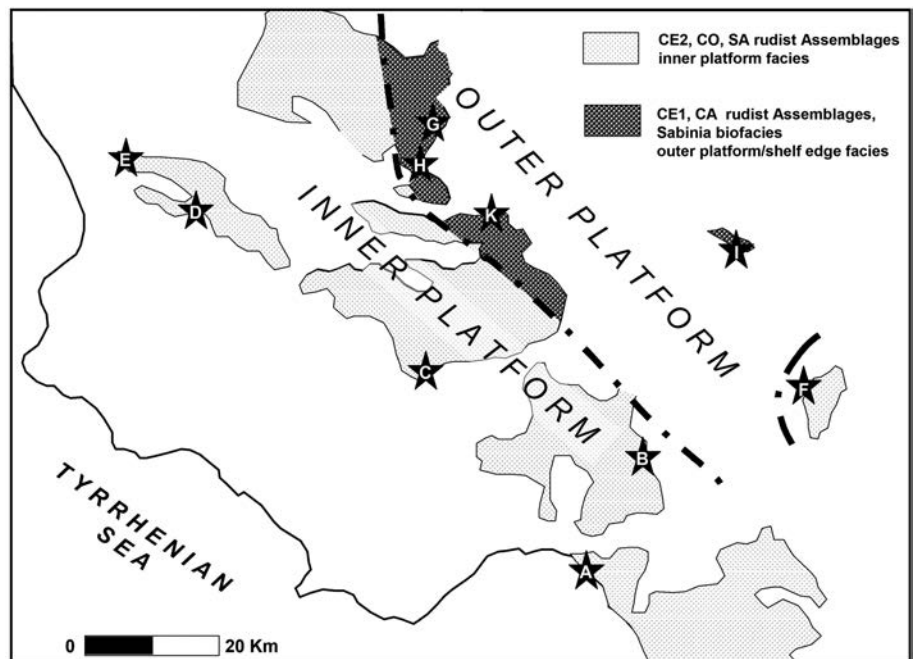 CE2, CO, SA rudist Assemblages
inner platform facies
CE1, CA rudist Assemblages,
Sabinia biofacies
outer platform/shelf edge facies
OUTER PLATFORM
INNER PLATFORM
G
E
H
D
K
I
C
F
B
A
TYRRHENIAN
SEA
0
20 Km